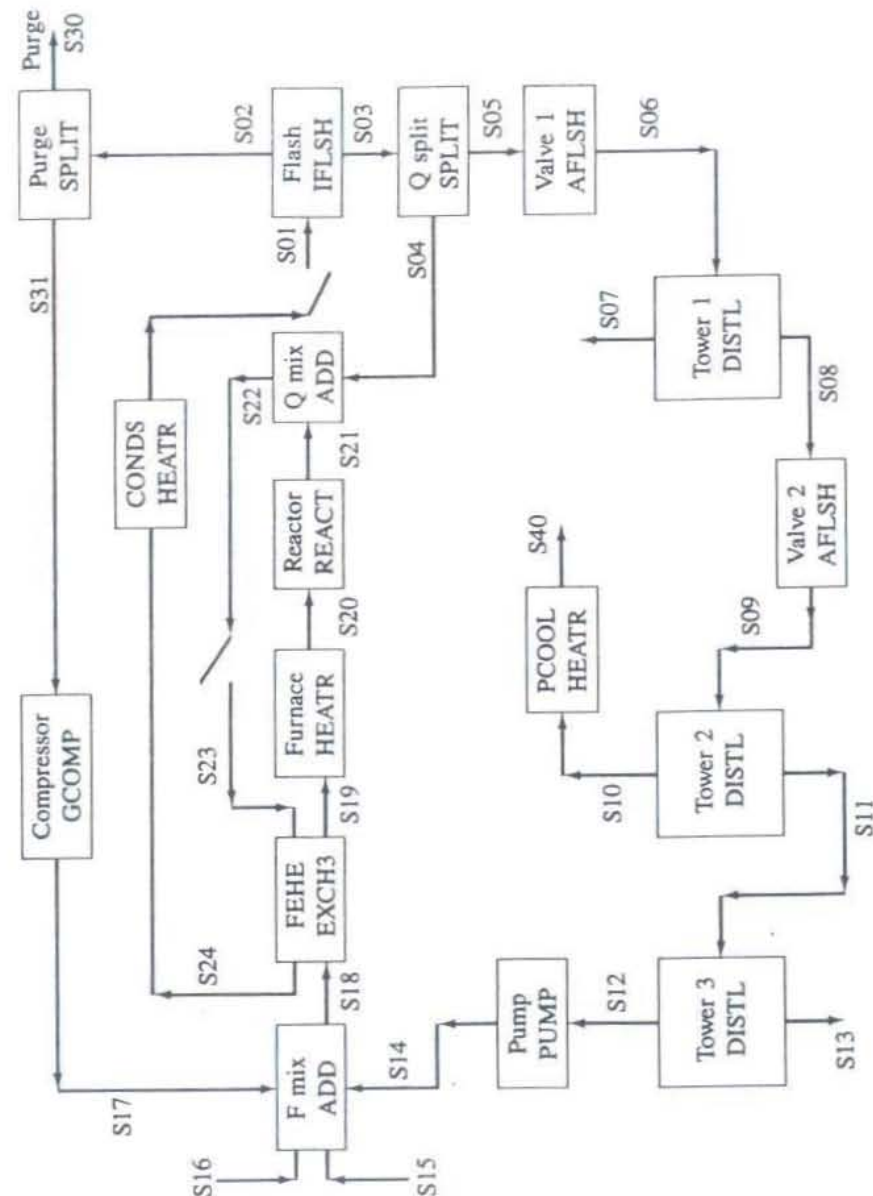 Purge
S30
Purge
SPLIT
S02
S31
Flash
IFLSH
S01
S03
Q split
SPLIT
S04
S05
Valve 1
AFLSH
S06
CONDS
HEATR
Q mix
ADD
S22
S21
Reactor
REACT
S20
Furnace
HEATR
S23
S19
FEHE
EXCH3
S24
S18
Compressor
GCOMP
S17
F mix
ADD
S16
S15
S14
Pump
PUMP
S12
Tower 3
DISTL
S13
S11
Tower 2
DISTL
S10
PCOOL
HEATR
S40
S09
Valve 2
AFLSH
S08
Tower 1
DISTL
S07